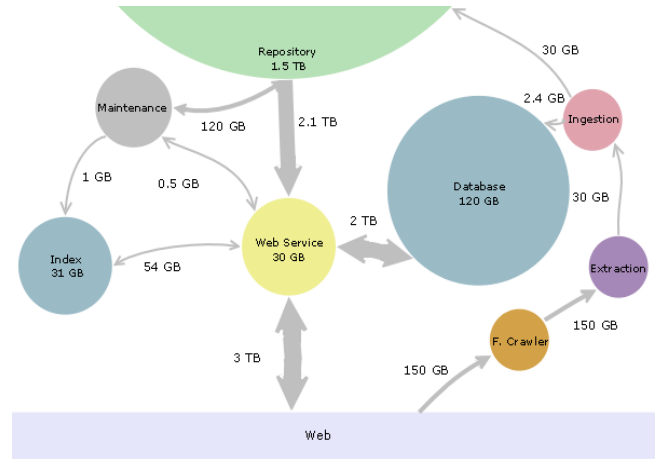 Repository
1.5 TB
30 GB
2.4 GB
Maintenance
120 GB
2.1 TB
Ingestion
1 GB
0.5 GB
Database
120 GB
30 GB
2 TB
Web Service
30 GB
Index
31 GB
54 GB
Extraction
150 GB
F. Crawler
3 TB
150 GB
Web